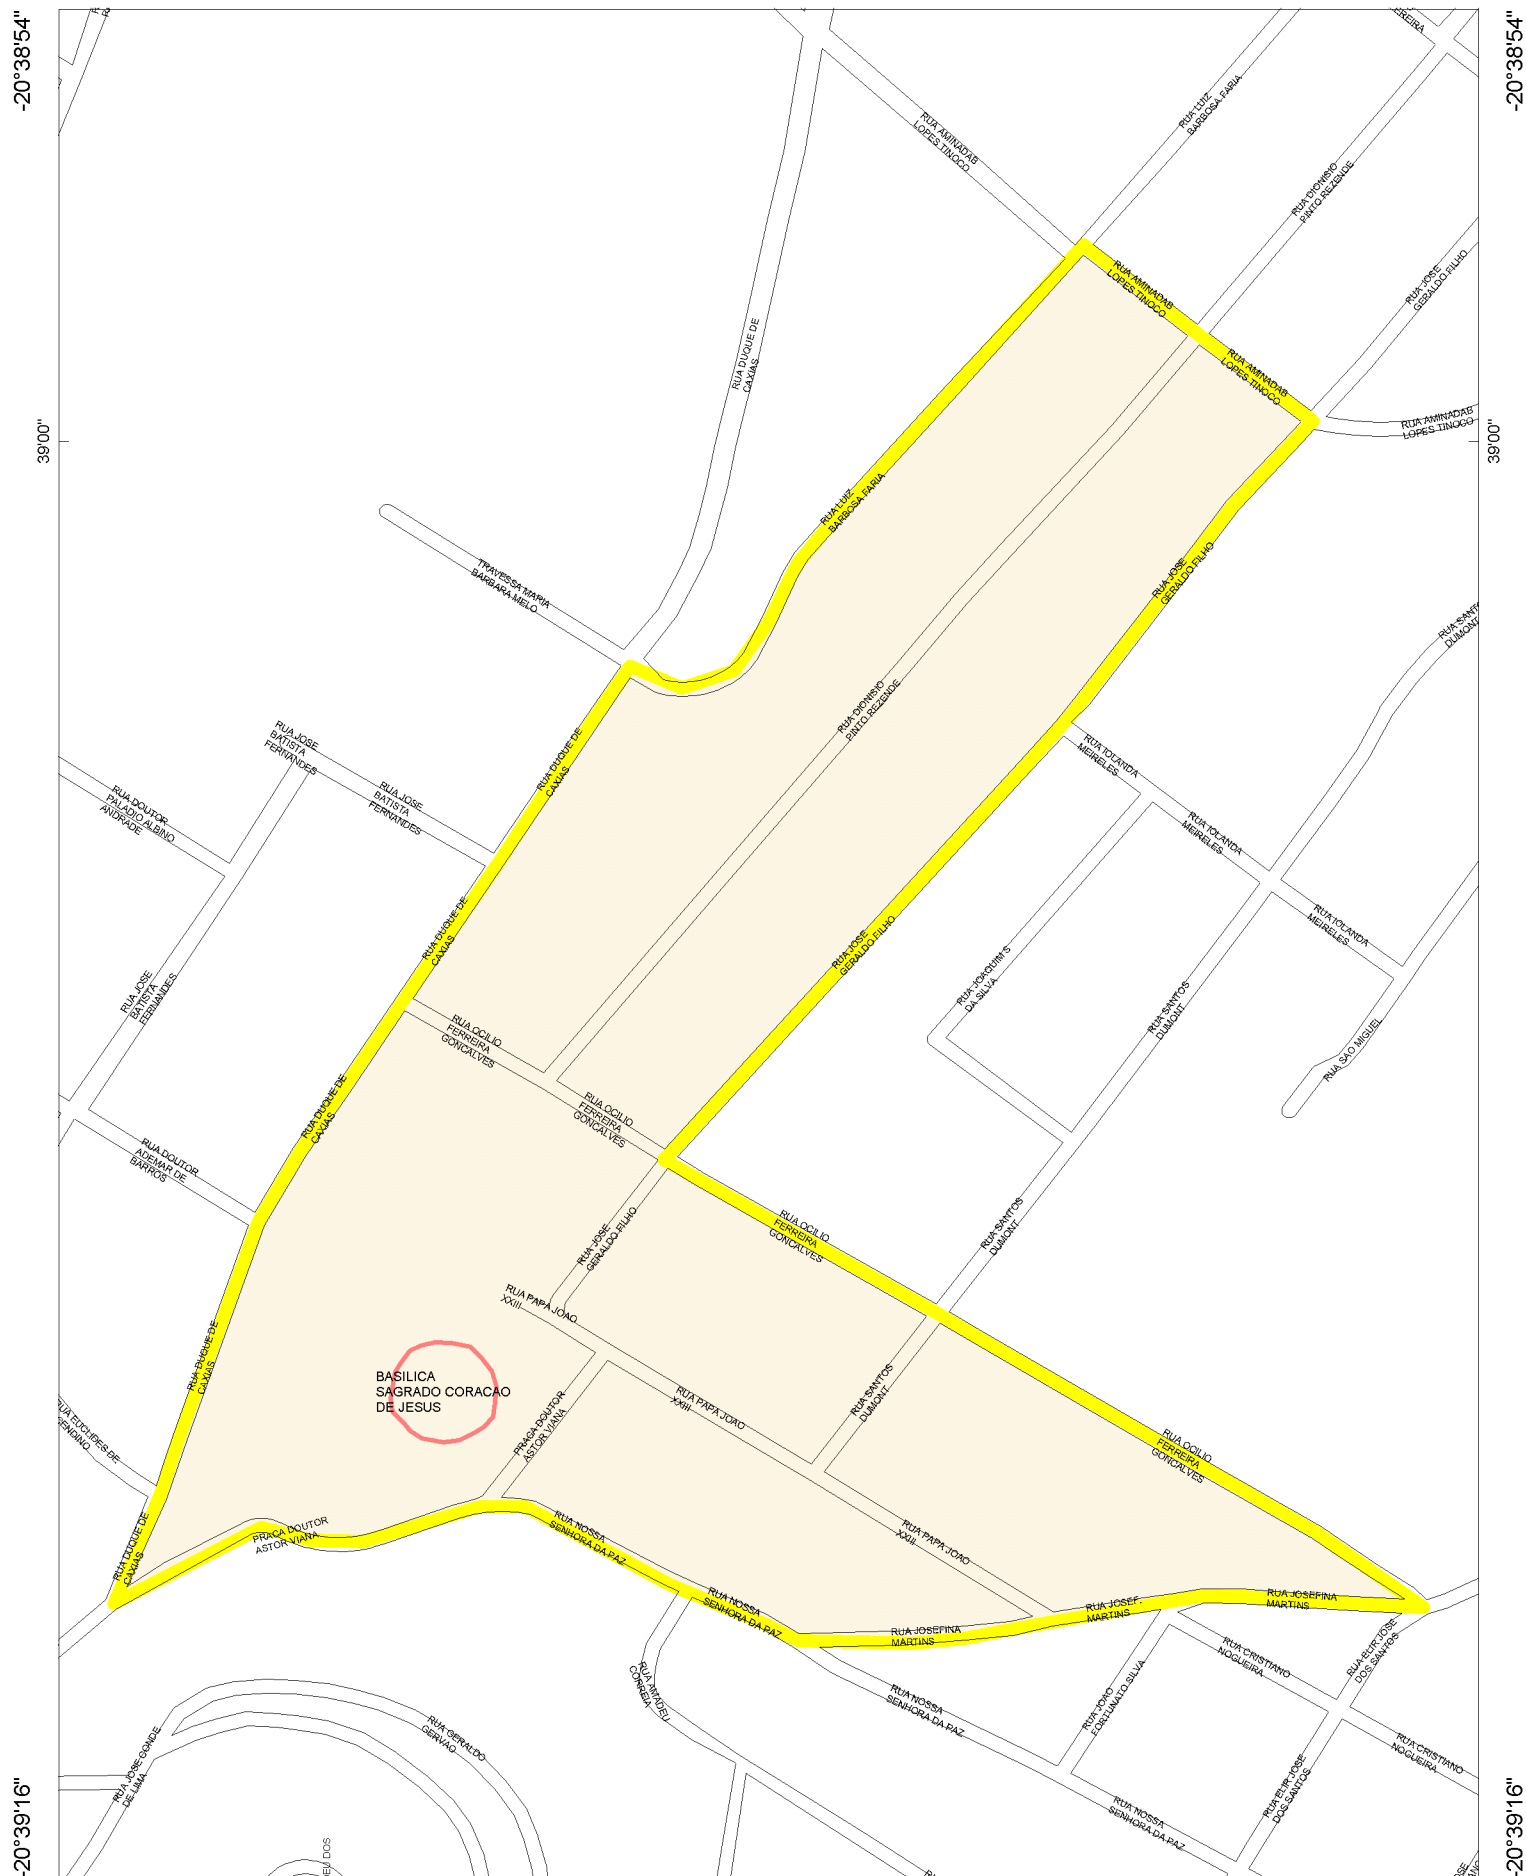 -20°38'54"
-20°38'54"
RUA AMINADAB
LOPES TINOCO
RUA LUIZ
BARBOSA FARIA
RUA DIONISIO
PINTO REZENDE
RUA JOSE
GERALDO FILHO
RUA AMINADAB
LOPES TINOCO
RUA AMINADAB
LOPES TINOCO
RUA AMINADAB
LOPES TINOCO
RUA DUQUE DE
CAXIAS
39'00"
39'00"
RUA LUIZ
BARBOSA FARIA
TRAVESSA MARIA
BARBARA MELO
RUA JOSE
GERALDO FILHO
RUA SANTOS
DUMONT
RUA DIONISIO
PINTO REZENDE
RUA JOSE
BATISTA
FERNANDES
RUA DUQUE DE
CAXIAS
RUA IOLANDA
MEIRELES
RUA JOSE
BATISTA
FERNANDES
RUA DOUTOR
PALADIO ALBINO
ANDRADE
RUA IOLANDA
MEIRELES
RUA DUQUE DE
CAXIAS
RUA JOSE
GERALDO FILHO
RUA IOLANDA
MEIRELES
RUA JOSE
BATISTA
FERNANDES
RUA JOAQUIM S
DA SILVA
RUA SANTOS
DUMONT
RUA OCILIO
FERREIRA
GONCALVES
RUA SAO MIGUEL
RUA DUQUE DE
CAXIAS
RUA OCILIO
FERREIRA
GONCALVES
RUA DOUTOR
ADEMAR DE
BARROS
RUA JOSE
GERALDO FILHO
RUA OCILIO
FERREIRA
GONCALVES
RUA SANTOS
DUMONT
RUA PAPA JOAO
XXIII
RUA DUQUE DE
CAXIAS
BASILICA
SAGRADO CORACAO
DE JESUS
RUA PAPA JOAO
XXIII
RUA SANTOS
DUMONT
PRACA DOUTOR
ASTOR VIANA
RUA EUCLIDES DE
RUA OCILIO
FERREIRA
GONCALVES
RUA DUQUE DE
CAXIAS
PRACA DOUTOR
ASTOR VIANA
RUA NOSSA
SENHORA DA PAZ
RUA PAPA JOAO
XXIII
RUA NOSSA
SENHORA DA PAZ
RUA JOSEFINA
MARTINS
RUA JOSEF.
MARTINS
RUA JOSEFINA
MARTINS
RUA AMADEU
CORREIA
RUA NOSSA
SENHORA DA PAZ
RUA JOAO
FORTUNATO SILVA
RUA CRISTIANO
NOGUEIRA
RUA ELIR JOSE
DOS SANTOS
RUA GERALDO
GERVAO
RUA JOSE CONDE
DE LIMA
RUA CRISTIANO
NOGUEIRA
RUA ELIR JOSE
DOS SANTOS
RUA NOSSA
SENHORA DA PAZ
-20°39'16"
-20°39'16"